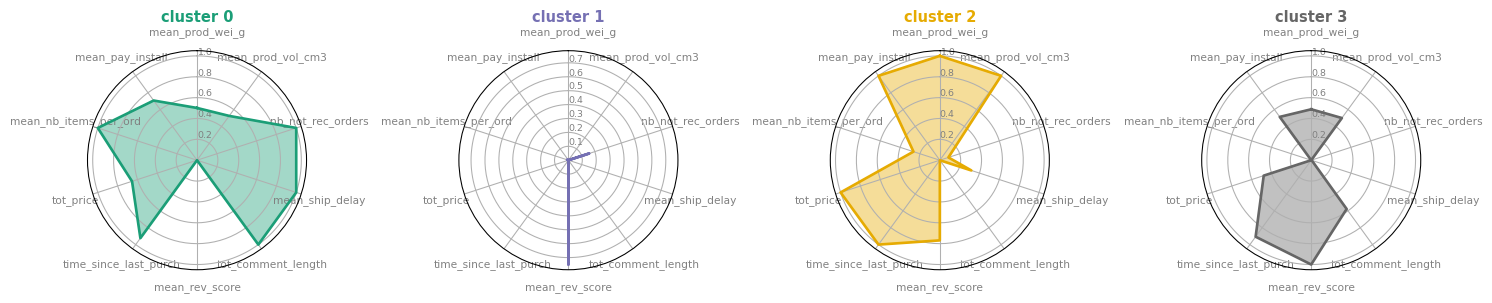 cluster 0
mean_prod_wei_g
mean_pay_install
mean_prod_vol_cm3
mean_nb_items_per_ord
nb_not_rec_orders
tot_price
mean_ship_delay
time_since_last_purch
tot_comment_length
mean_rev_score
1.0
0.8
0.6
0.4
0.2
cluster 1
mean_prod_wei_g
mean_pay_install
mean_prod_vol_cm3
mean_nb_items_per_ord
nb_not_rec_orders
tot_price
mean_ship_delay
time_since_last_purch
tot_comment_length
mean_rev_score
0.7
0.6
0.5
0.4
0.3
0.2
0.1
cluster 2
mean_prod_wei_g
mean_pay_install
mean_prod_vol_cm3
mean_nb_items_per_ord
nb_not_rec_orders
tot_price
mean_ship_delay
time_since_last_purch
tot_comment_length
mean_rev_score
1.0
0.8
0.6
0.4
0.2
cluster 3
mean_prod_wei_g
mean_pay_install
mean_prod_vol_cm3
mean_nb_items_per_ord
nb_not_rec_orders
tot_price
mean_ship_delay
time_since_last_purch
tot_comment_length
mean_rev_score
1.0
0.8
0.6
0.4
0.2